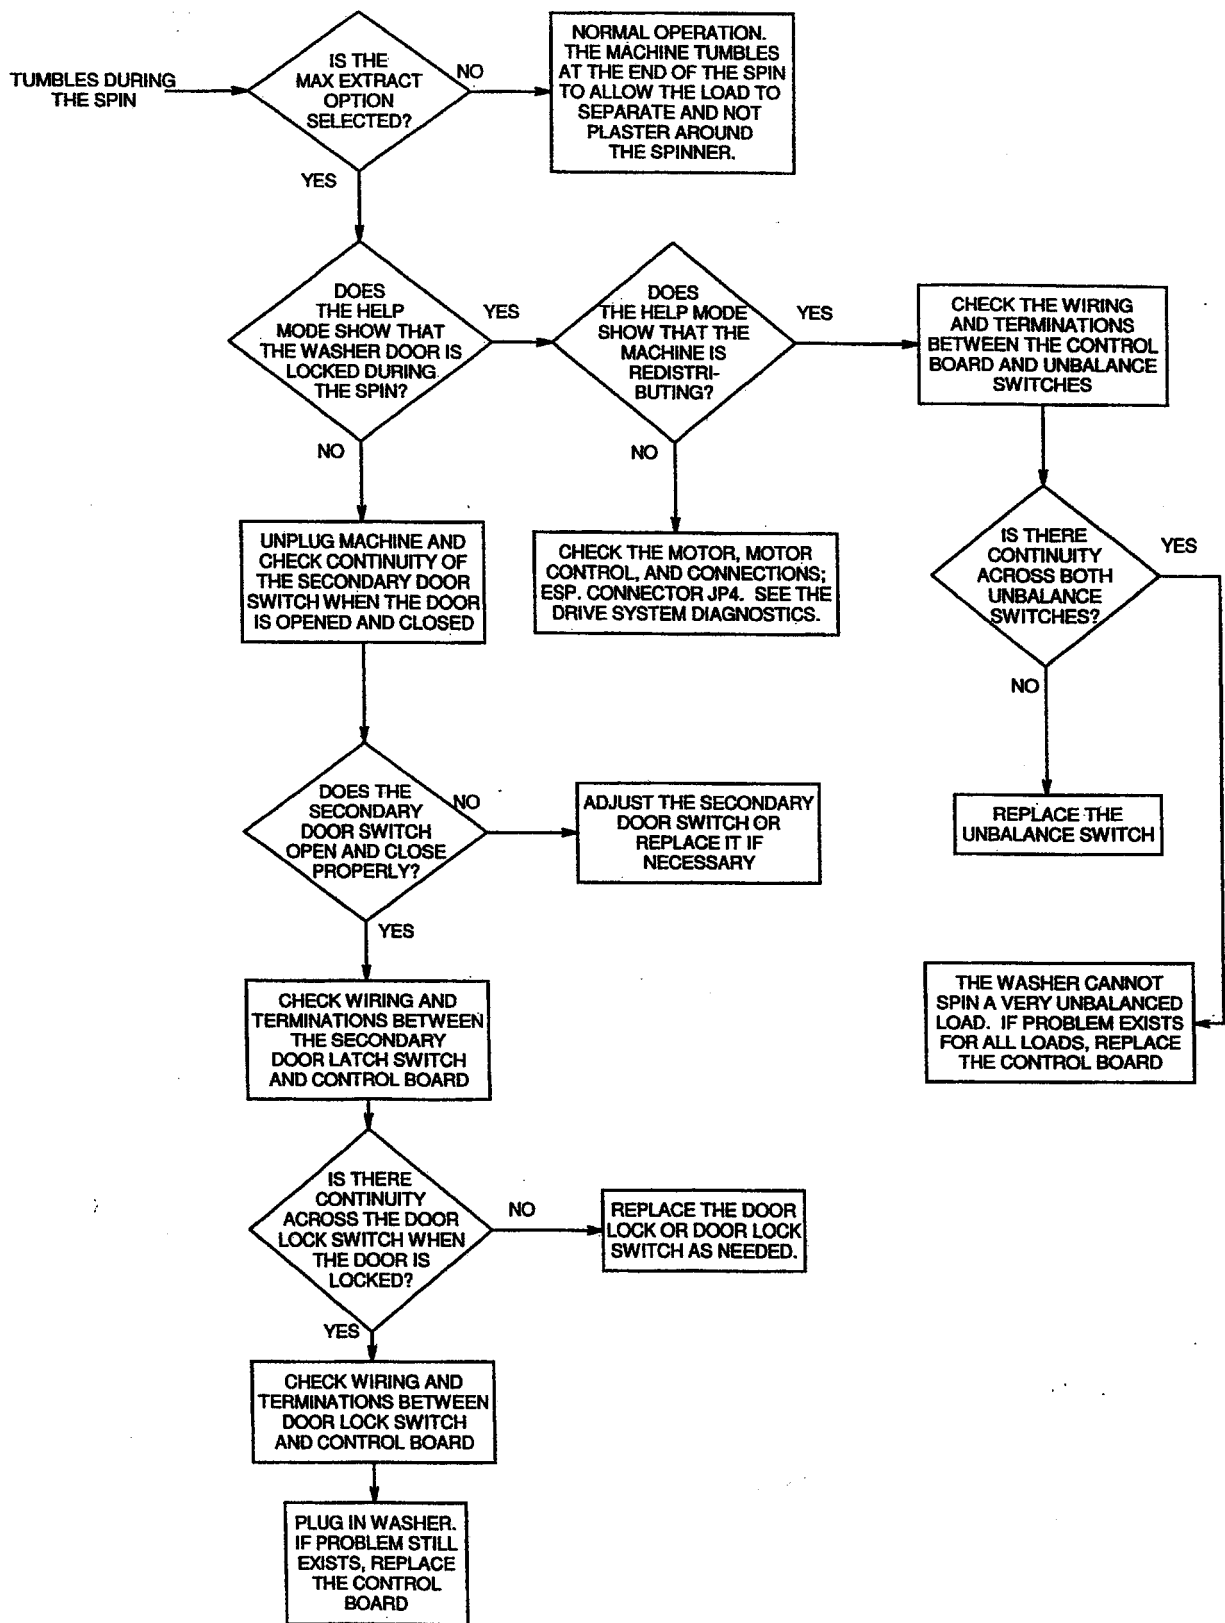 TUMBLES DURING
THE SPIN
IS THE
MAX EXTRACT
OPTION
SELECTED?
NO
NORMAL OPERATION.
THE MACHINE TUMBLES
AT THE END OF THE SPIN
TO ALLOW THE LOAD TO
SEPARATE AND NOT
PLASTER AROUND
THE SPINNER.
YES
DOES
THE HELP
MODE SHOW THAT
THE WASHER DOOR IS
LOCKED DURING
THE SPIN?
YES
DOES
THE HELP MODE
SHOW THAT THE
MACHINE IS
REDISTRI-
BUTING?
YES
CHECK THE WIRING
AND TERMINATIONS
BETWEEN THE CONTROL
BOARD AND UNBALANCE
SWITCHES
NO
NO
UNPLUG MACHINE AND
CHECK CONTINUITY OF
THE SECONDARY DOOR
SWITCH WHEN THE DOOR
IS OPENED AND CLOSED
CHECK THE MOTOR, MOTOR
CONTROL, AND CONNECTIONS;
ESP. CONNECTOR JP4. SEE THE
DRIVE SYSTEM DIAGNOSTICS.
IS THERE
CONTINUITY
ACROSS BOTH
UNBALANCE
SWITCHES?
YES
NO
REPLACE THE
UNBALANCE SWITCH
DOES THE
SECONDARY
DOOR SWITCH
OPEN AND CLOSE
PROPERLY?
NO
ADJUST THE SECONDARY
DOOR SWITCH OR
REPLACE IT IF
NECESSARY
YES
THE WASHER CANNOT
SPIN A VERY UNBALANCED
LOAD. IF PROBLEM EXISTS
FOR ALL LOADS, REPLACE
THE CONTROL BOARD
CHECK WIRING AND
TERMINATIONS BETWEEN
THE SECONDARY
DOOR LATCH SWITCH
AND CONTROL BOARD
IS THERE
CONTINUITY
ACROSS THE DOOR
LOCK SWITCH WHEN
THE DOOR IS
LOCKED?
NO
REPLACE THE DOOR
LOCK OR DOOR LOCK
SWITCH AS NEEDED.
YES
CHECK WIRING AND
TERMINATIONS BETWEEN
DOOR LOCK SWITCH
AND CONTROL BOARD
PLUG IN WASHER.
IF PROBLEM STILL
EXISTS, REPLACE
THE CONTROL
BOARD